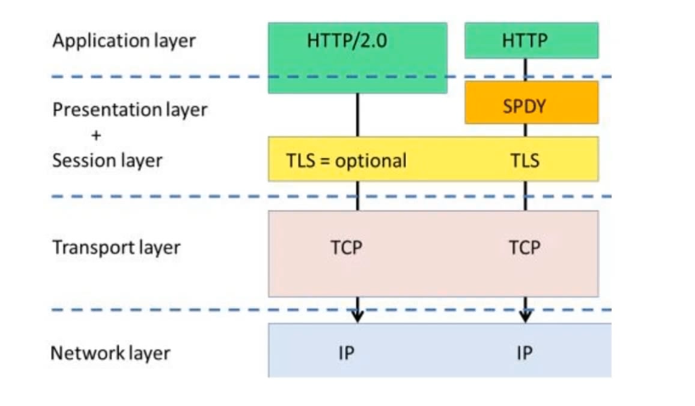 Application layer
HTTP/2.0
HTTP
Presentation layer
+
Session layer
SPDY
TLS = optional
TLS
Transport layer
TCP
TCP
Network layer
IP
IP